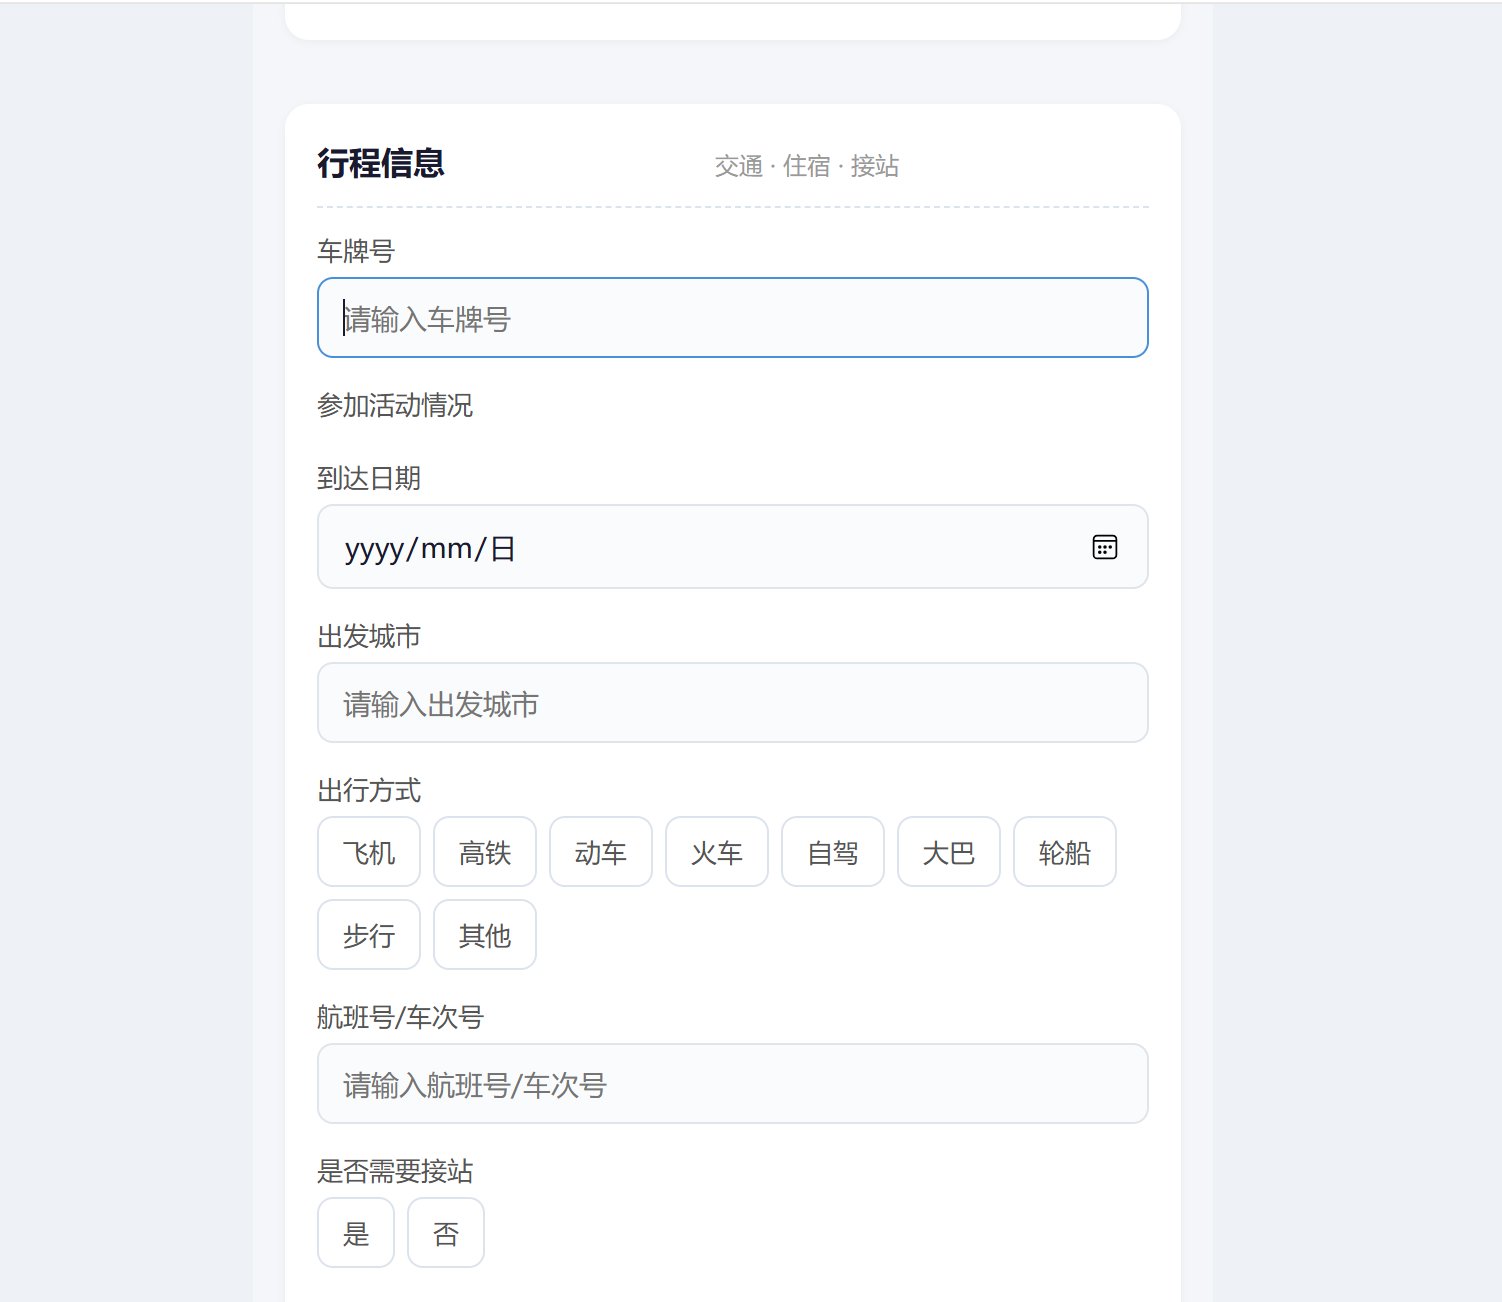 行程信息
交通 · 住宿 · 接站
车牌号
请输入车牌号
参加活动情况
到达日期
yyyy/mm/日
出发城市
请输入出发城市
出行方式
飞机 高铁 动车 火车 自驾 大巴 轮船
步行 其他
航班号/车次号
请输入航班号/车次号
是否需要接站
是 否